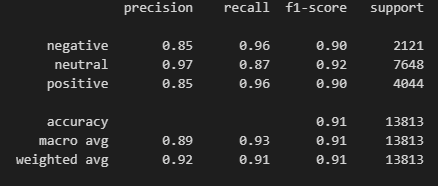 precision recall f1-score support
negative 0.85 0.96 0.90 2121
neutral 0.97 0.87 0.92 7648
positive 0.85 0.96 0.90 4044
accuracy 0.91 13813
macro avg 0.89 0.93 0.91 13813
weighted avg 0.92 0.91 0.91 13813